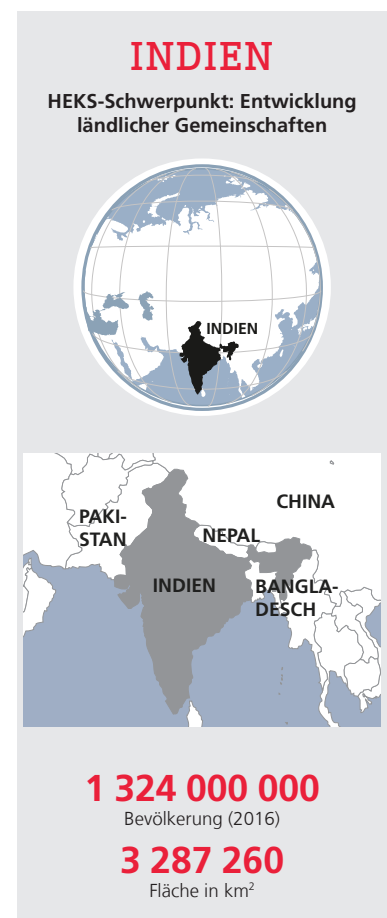 INDIEN
HEKS-Schwerpunkt: Entwicklung
ländlicher Gemeinschaften
INDIEN
CHINA
PAKI-
STAN
NEPAL
INDIEN
BANGLA-
DESCH
1 324 000 000
Bevölkerung (2016)
3 287 260
Fläche in km²